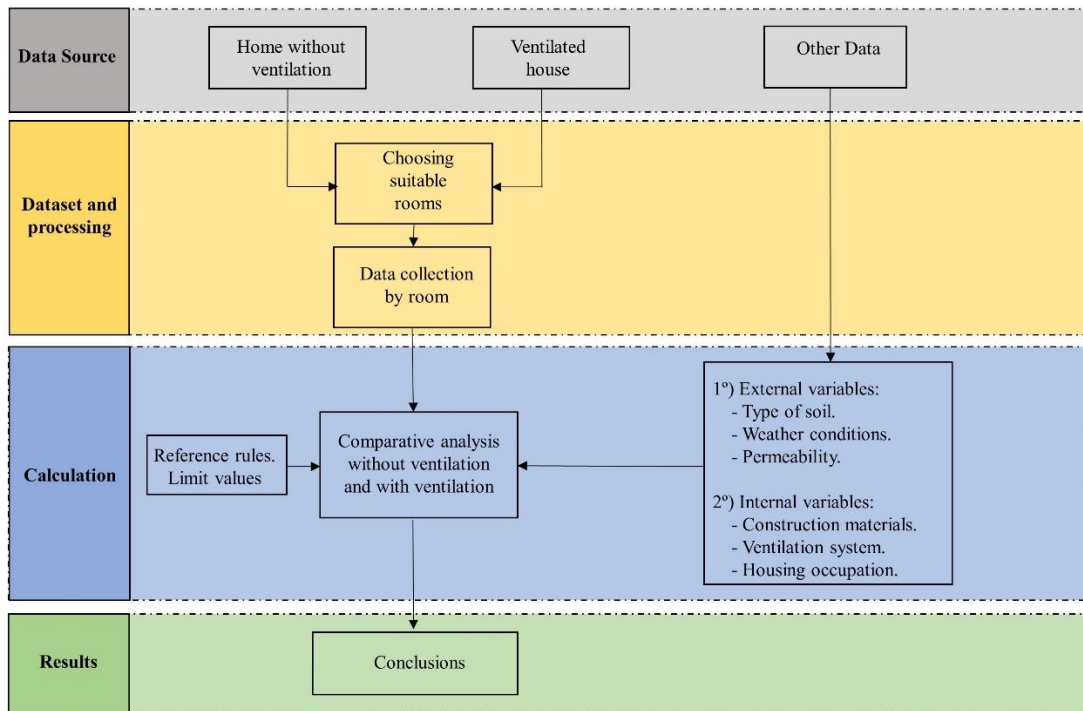 Data Source
Home without
ventilation
Ventilated
house
Other Data
Dataset and
processing
Choosing
suitable
rooms
Data collection
by room
Calculation
Reference rules.
Limit values
Comparative analysis
without ventilation
and with ventilation
1º) External variables:
- Type of soil.
- Weather conditions.
- Permeability.
2º) Internal variables:
- Construction materials.
- Ventilation system.
- Housing occupation.
Results
Conclusions